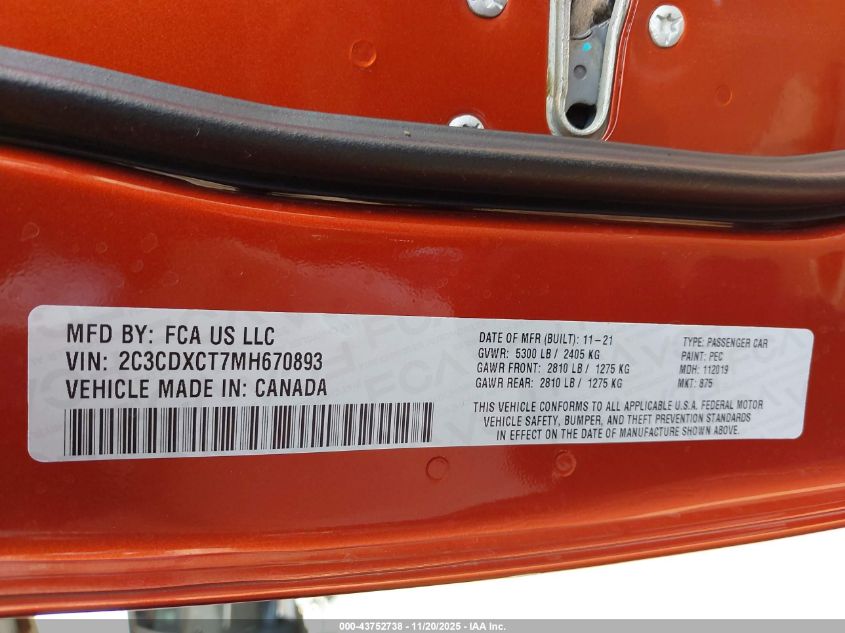 MFD BY: FCA US LLC
VIN: 2C3CDXCT7MH670893
VEHICLE MADE IN: CANADA
DATE OF MFR (BUILT): 11-21
GVWR: 5300 LB / 2405 KG
GAWR FRONT: 2810 LB / 1275 KG
GAWR REAR: 2810 LB / 1275 KG
TYPE: PASSENGER CAR
PAINT: PEC
MDH: 112019
MKT: 875
THIS VEHICLE CONFORMS TO ALL APPLICABLE U.S.A. FEDERAL MOTOR
VEHICLE SAFETY, BUMPER, AND THEFT PREVENTION STANDARDS
IN EFFECT ON THE DATE OF MANUFACTURE SHOWN ABOVE.
000-43752738 - 11/20/2025 - IAA Inc.